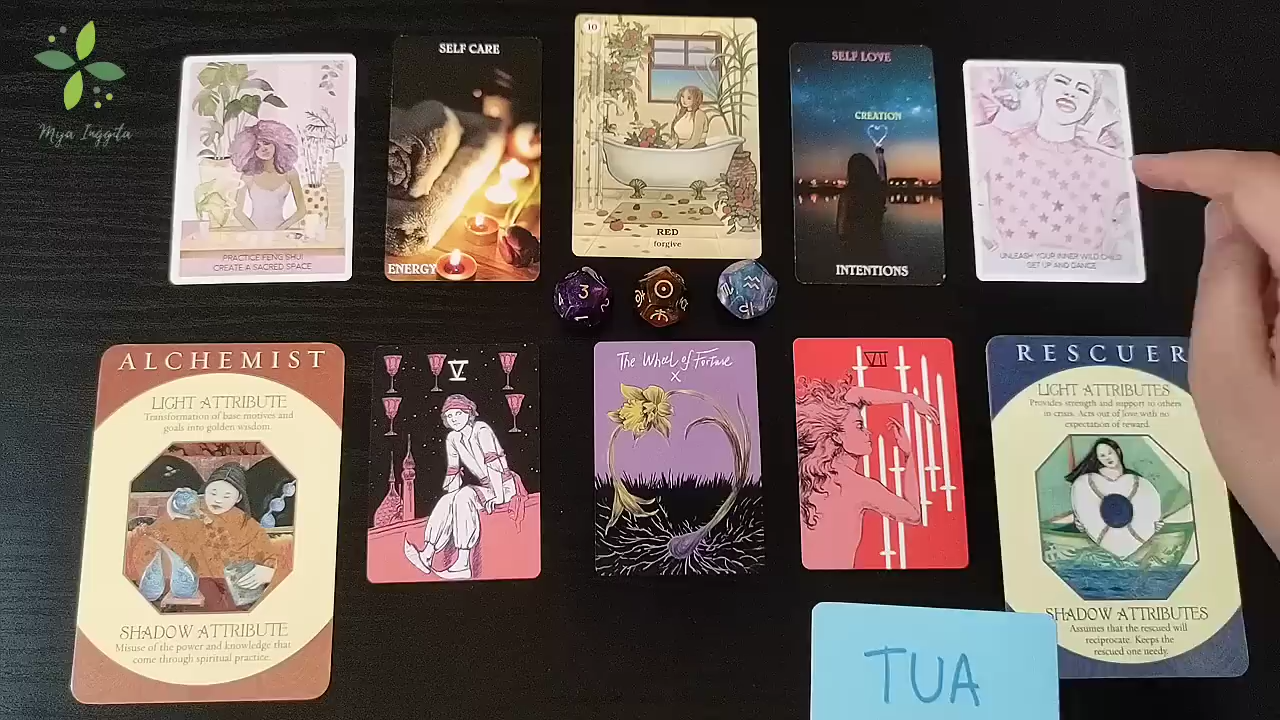 Mya Inggita
PRACTICE FENG SHUI
CREATE A SACRED SPACE
SELF CARE
ENERGY
10
RED
forgive
SELF LOVE
CREATION
INTENTIONS
UNLEASH YOUR INNER WILD CHILD!
GET UP AND DANCE
3
1
2
ALCHEMIST
LIGHT ATTRIBUTE
Transformation of base motives and
goals into golden wisdom.
SHADOW ATTRIBUTE
Misuse of the power and knowledge that
come through spiritual practice.
V
The Wheel of Fortune
X
VII
RESCUER
LIGHT ATTRIBUTES
Provides strength and support to others
in crisis. Acts out of love with no
expectation of reward.
SHADOW ATTRIBUTES
Assumes that the rescued will
reciprocate. Keeps the
rescued one needy.
TUA